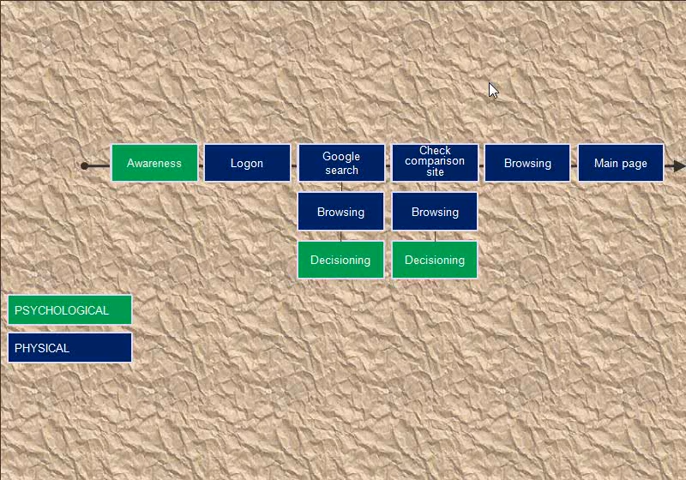 Awareness
Logon
Google
search
Check
comparison
site
Browsing
Main page
Browsing
Browsing
Decisioning
Decisioning
PSYCHOLOGICAL
PHYSICAL